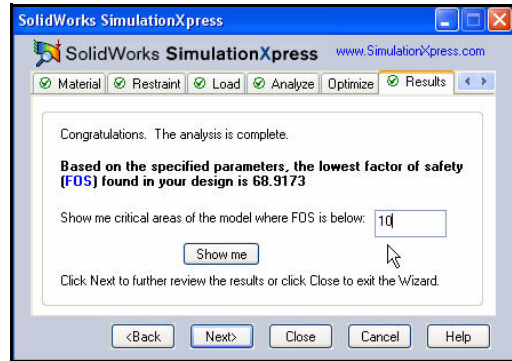 SolidWorks SimulationXpress
SolidWorks SimulationXpress www.SimulationXpress.com
Material Restraint Load Analyze Optimize Results
Congratulations. The analysis is complete.
Based on the specified parameters, the lowest factor of safety
(FOS) found in your design is 68.9173
Show me critical areas of the model where FOS is below: 10
Show me
Click Next to further review the results or click Close to exit the Wizard.
<Back Next> Close Cancel Help